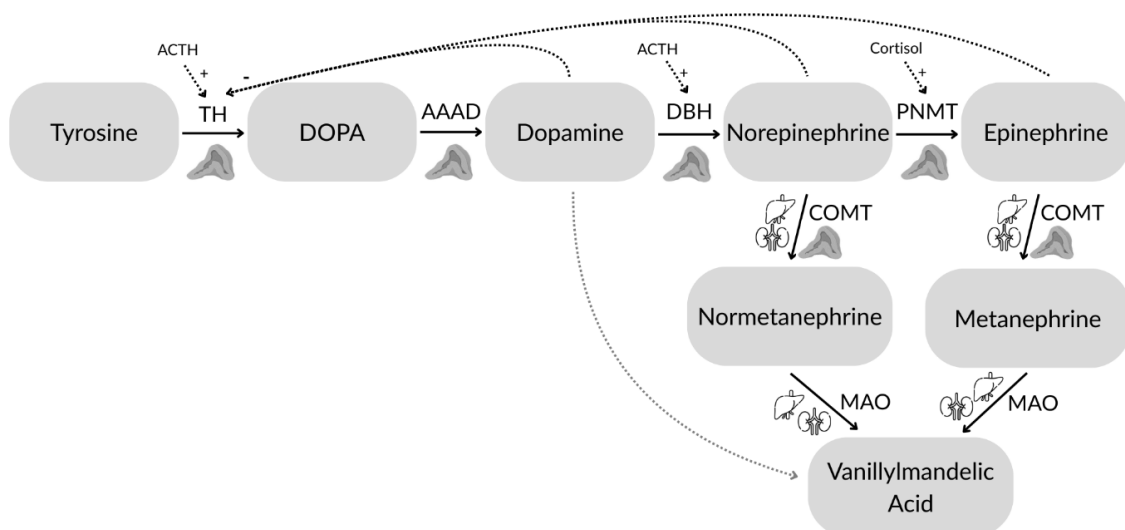 ACTH
+
-
ACTH
+
Cortisol
+
Tyrosine
TH
DOPA
AAAD
Dopamine
DBH
Norepinephrine
PNMT
Epinephrine
COMT
COMT
Normetanephrine
Metanephrine
MAO
MAO
Vanillylmandelic
Acid